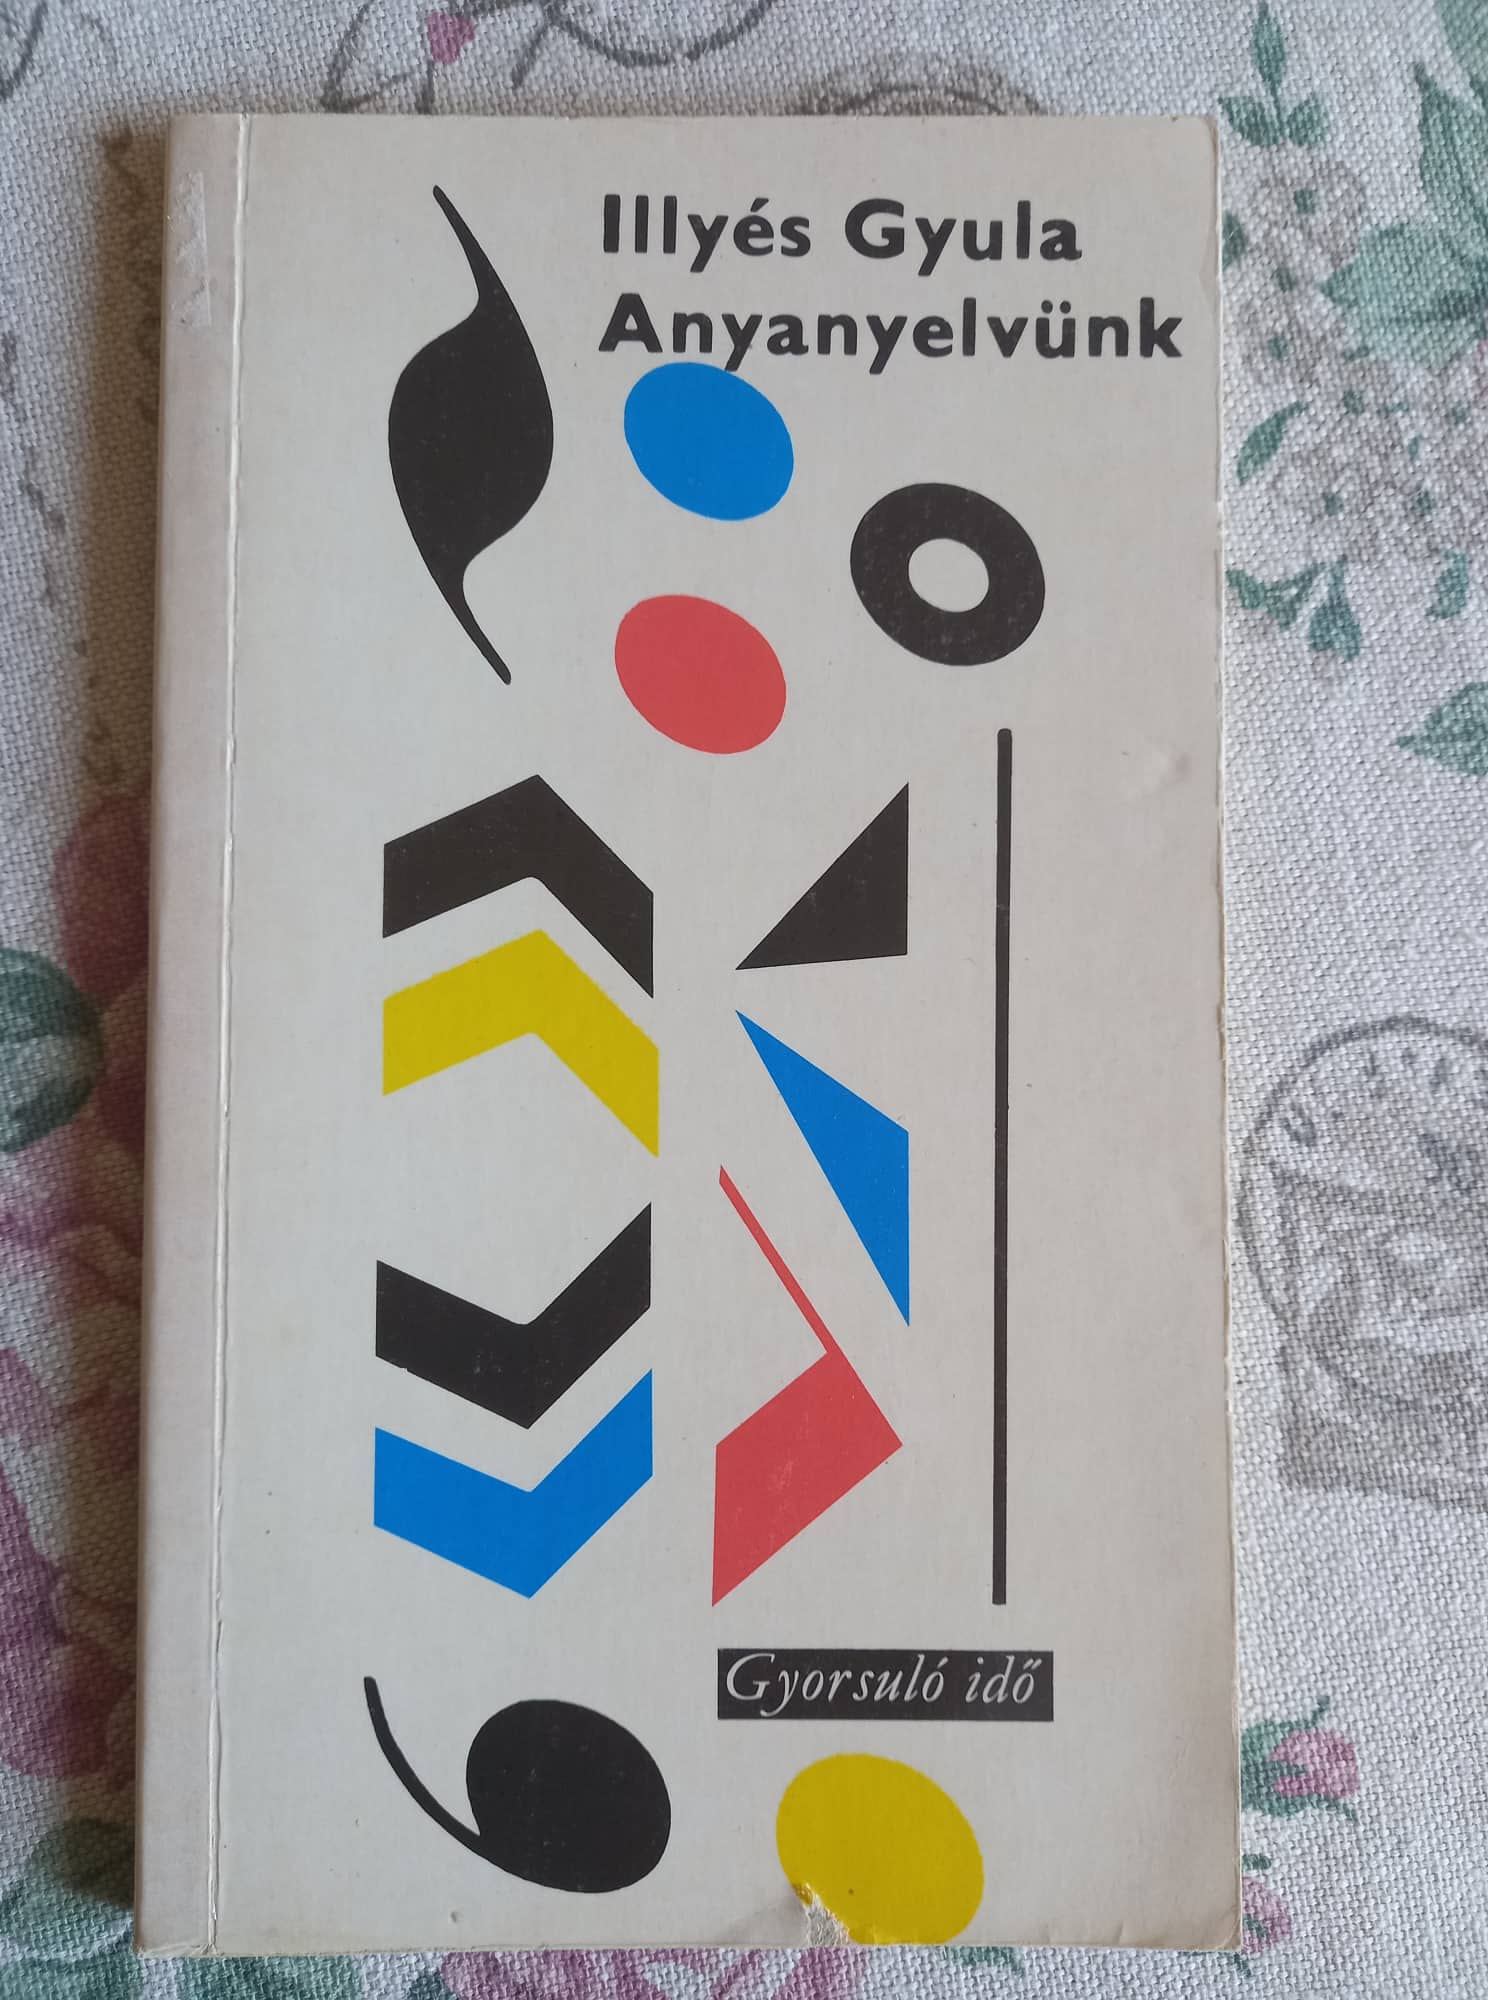 Illyés Gyula
Anyanyelvünk
Gyorsuló idő